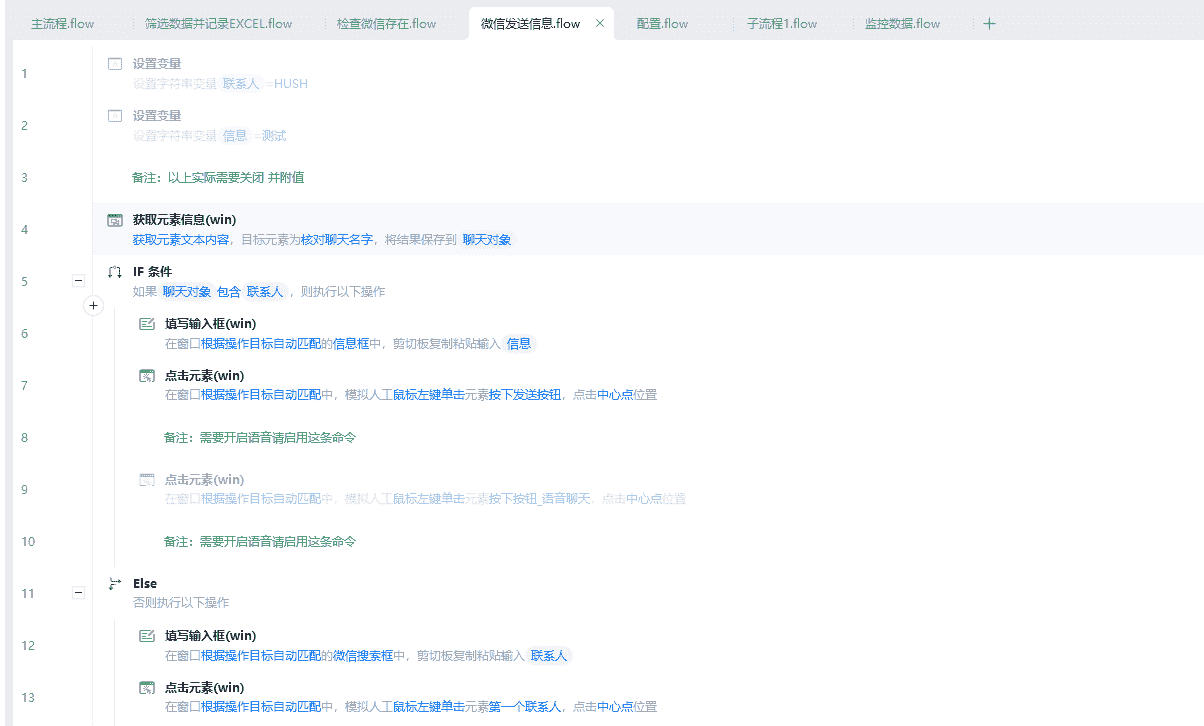 主流程.flow 筛选数据并记录EXCEL.flow 检查微信存在.flow 微信发送信息.flow 配置.flow 子流程1.flow 监控数据.flow
1 设置变量
设置字符串变量 联系人 =HUSH
2 设置变量
设置字符串变量 信息 =测试
3 备注：以上实际需要关闭 并附值
4 获取元素信息(win)
获取元素文本内容，目标元素为核对聊天名字，将结果保存到 聊天对象
5 IF 条件
如果 聊天对象 包含 联系人 ，则执行以下操作
6 填写输入框(win)
在窗口根据操作目标自动匹配的信息框中，剪切板复制粘贴输入 信息
7 点击元素(win)
在窗口根据操作目标自动匹配中，模拟人工鼠标左键单击元素按下发送按钮，点击中心点位置
8 备注：需要开启语音请启用这条命令
9 点击元素(win)
在窗口根据操作目标自动匹配中，模拟人工鼠标左键单击元素按下按钮_语音聊天，点击中心点位置
10 备注：需要开启语音请启用这条命令
11 Else
否则执行以下操作
12 填写输入框(win)
在窗口根据操作目标自动匹配的微信搜索框中，剪切板复制粘贴输入 联系人
13 点击元素(win)
在窗口根据操作目标自动匹配中，模拟人工鼠标左键单击元素第一个联系人，点击中心点位置